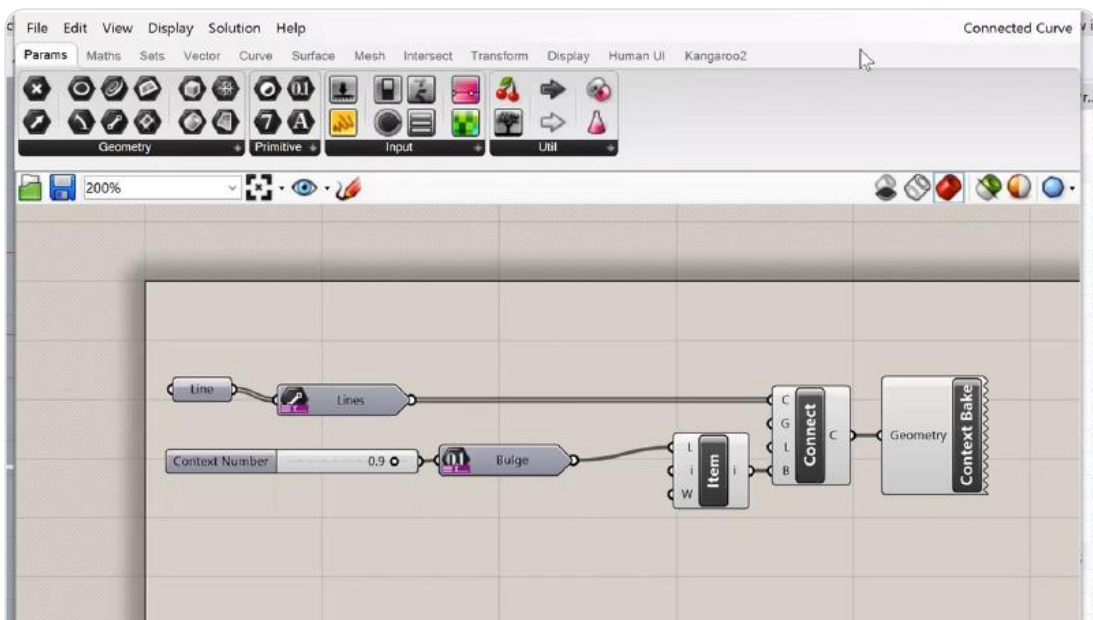 File Edit View Display Solution Help Connected Curve
Params Maths Sets Vector Curve Surface Mesh Intersect Transform Display Human UI Kangaroo2
Geometry Primitive Input Util
200%
Line
Lines
Context Number 0.9
Bulge
L
i
W
Item
i
C
G
L
B
Connect
C
Geometry
Context Bake